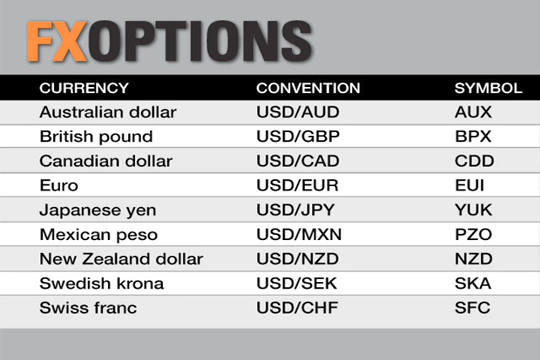 FXOPTIONS
CURRENCY CONVENTION SYMBOL
Australian dollar USD/AUD AUX
British pound USD/GBP BPX
Canadian dollar USD/CAD CDD
Euro USD/EUR EUI
Japanese yen USD/JPY YUK
Mexican peso USD/MXN PZO
New Zealand dollar USD/NZD NZD
Swedish krona USD/SEK SKA
Swiss franc USD/CHF SFC